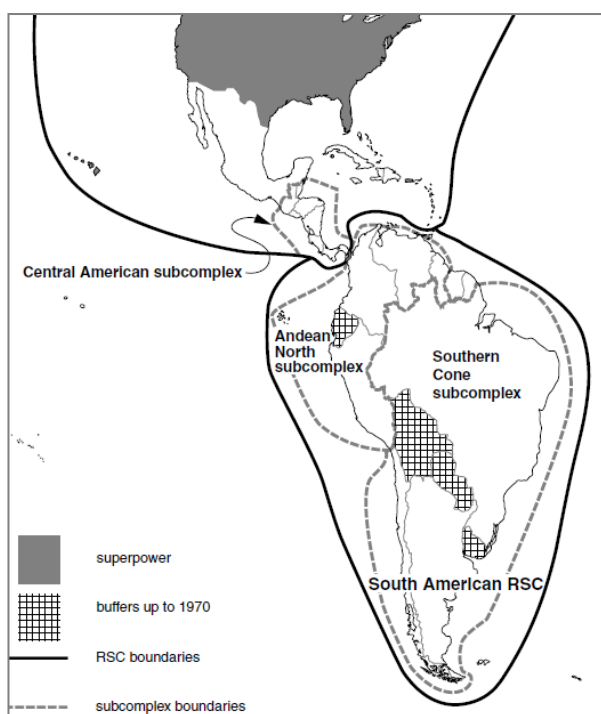 Central American subcomplex
Andean
North
subcomplex
Southern
Cone
subcomplex
South American RSC
superpower
buffers up to 1970
RSC boundaries
subcomplex boundaries